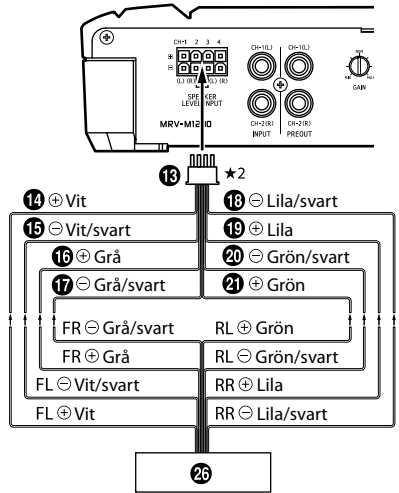 CH-1 2 3 4
⊕
⊖
(L) (R) (L) (R)
SPEAKER
LEVEL INPUT
MRV-M1200
CH-1(L) CH-1(L)
CH-2(R) CH-2(R)
INPUT PREOUT
NOM
MIN MAX
GAIN
13 ★2
14 ⊕ Vit
15 ⊖ Vit/svart
16 ⊕ Grå
17 ⊖ Grå/svart
18 ⊖ Lila/svart
19 ⊕ Lila
20 ⊖ Grön/svart
21 ⊕ Grön
FR ⊖ Grå/svart
FR ⊕ Grå
FL ⊖ Vit/svart
FL ⊕ Vit
RL ⊕ Grön
RL ⊖ Grön/svart
RR ⊕ Lila
RR ⊖ Lila/svart
26